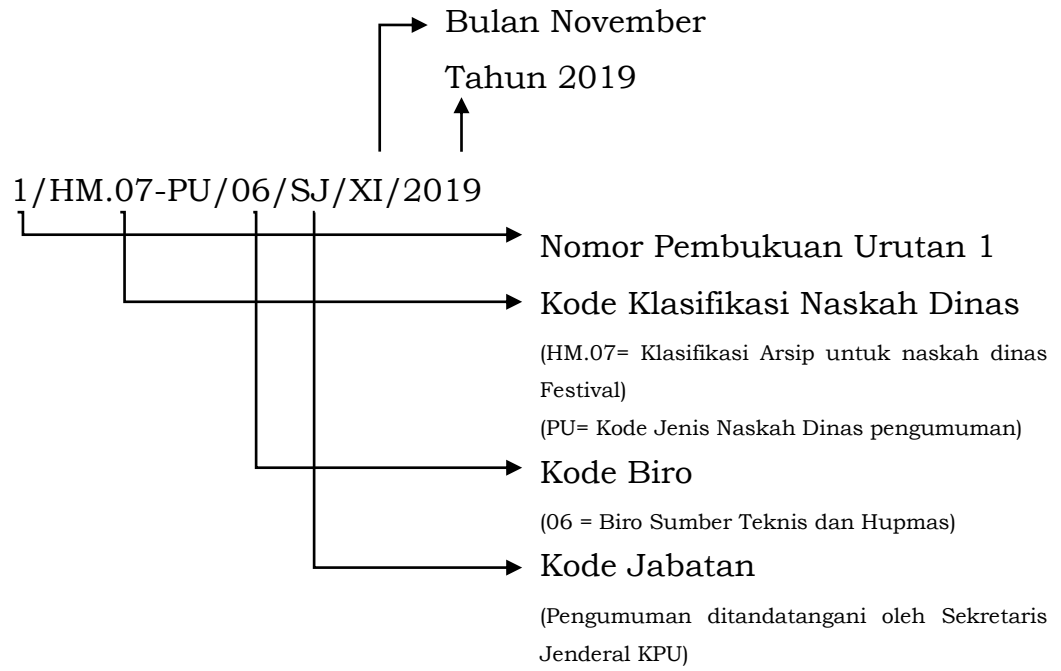 Bulan November
Tahun 2019
1/HM.07-PU/06/SJ/XI/2019
Nomor Pembukuan Urutan 1
Kode Klasifikasi Naskah Dinas
(HM.07= Klasifikasi Arsip untuk naskah dinas
Festival)
(PU= Kode Jenis Naskah Dinas pengumuman)
Kode Biro
(06 = Biro Sumber Teknis dan Hupmas)
Kode Jabatan
(Pengumuman ditandatangani oleh Sekretaris
Jenderal KPU)